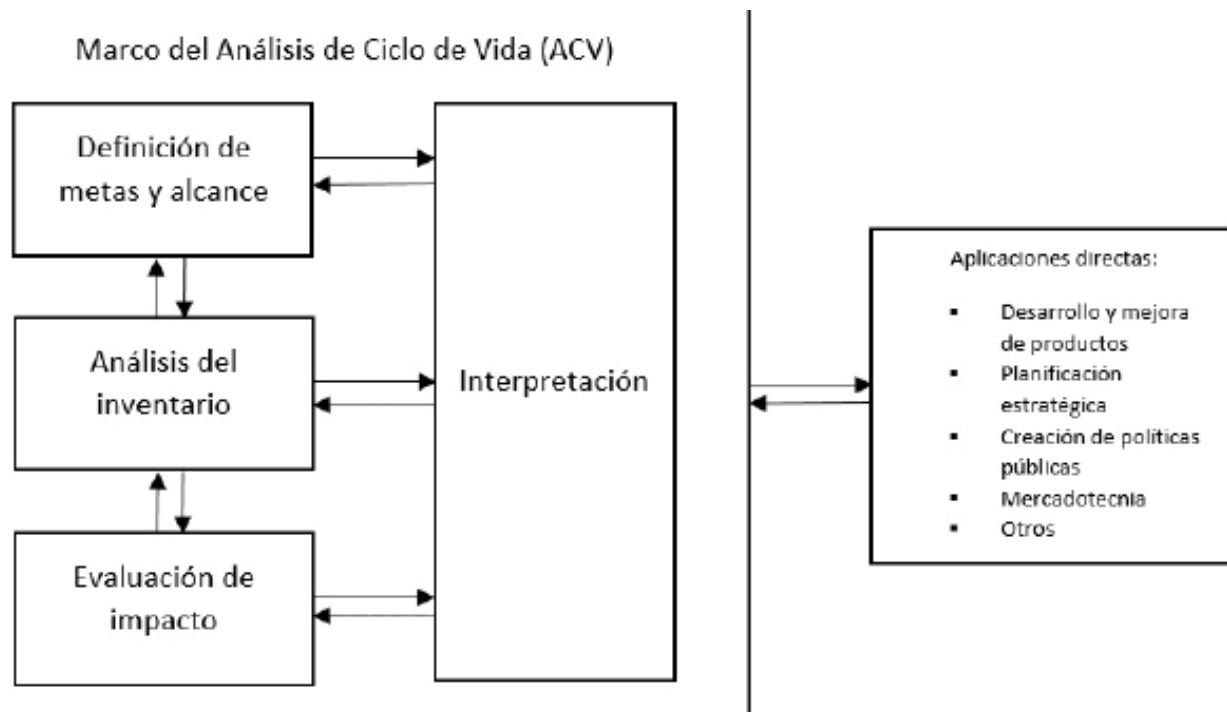 Marco del Análisis de Ciclo de Vida (ACV)
Definición de
metas y alcance
Análisis del
inventario
Evaluación de
impacto
Interpretación
Aplicaciones directas:
▪ Desarrollo y mejora
de productos
▪ Planificación
estratégica
▪ Creación de políticas
públicas
▪ Mercadotecnia
▪ Otros